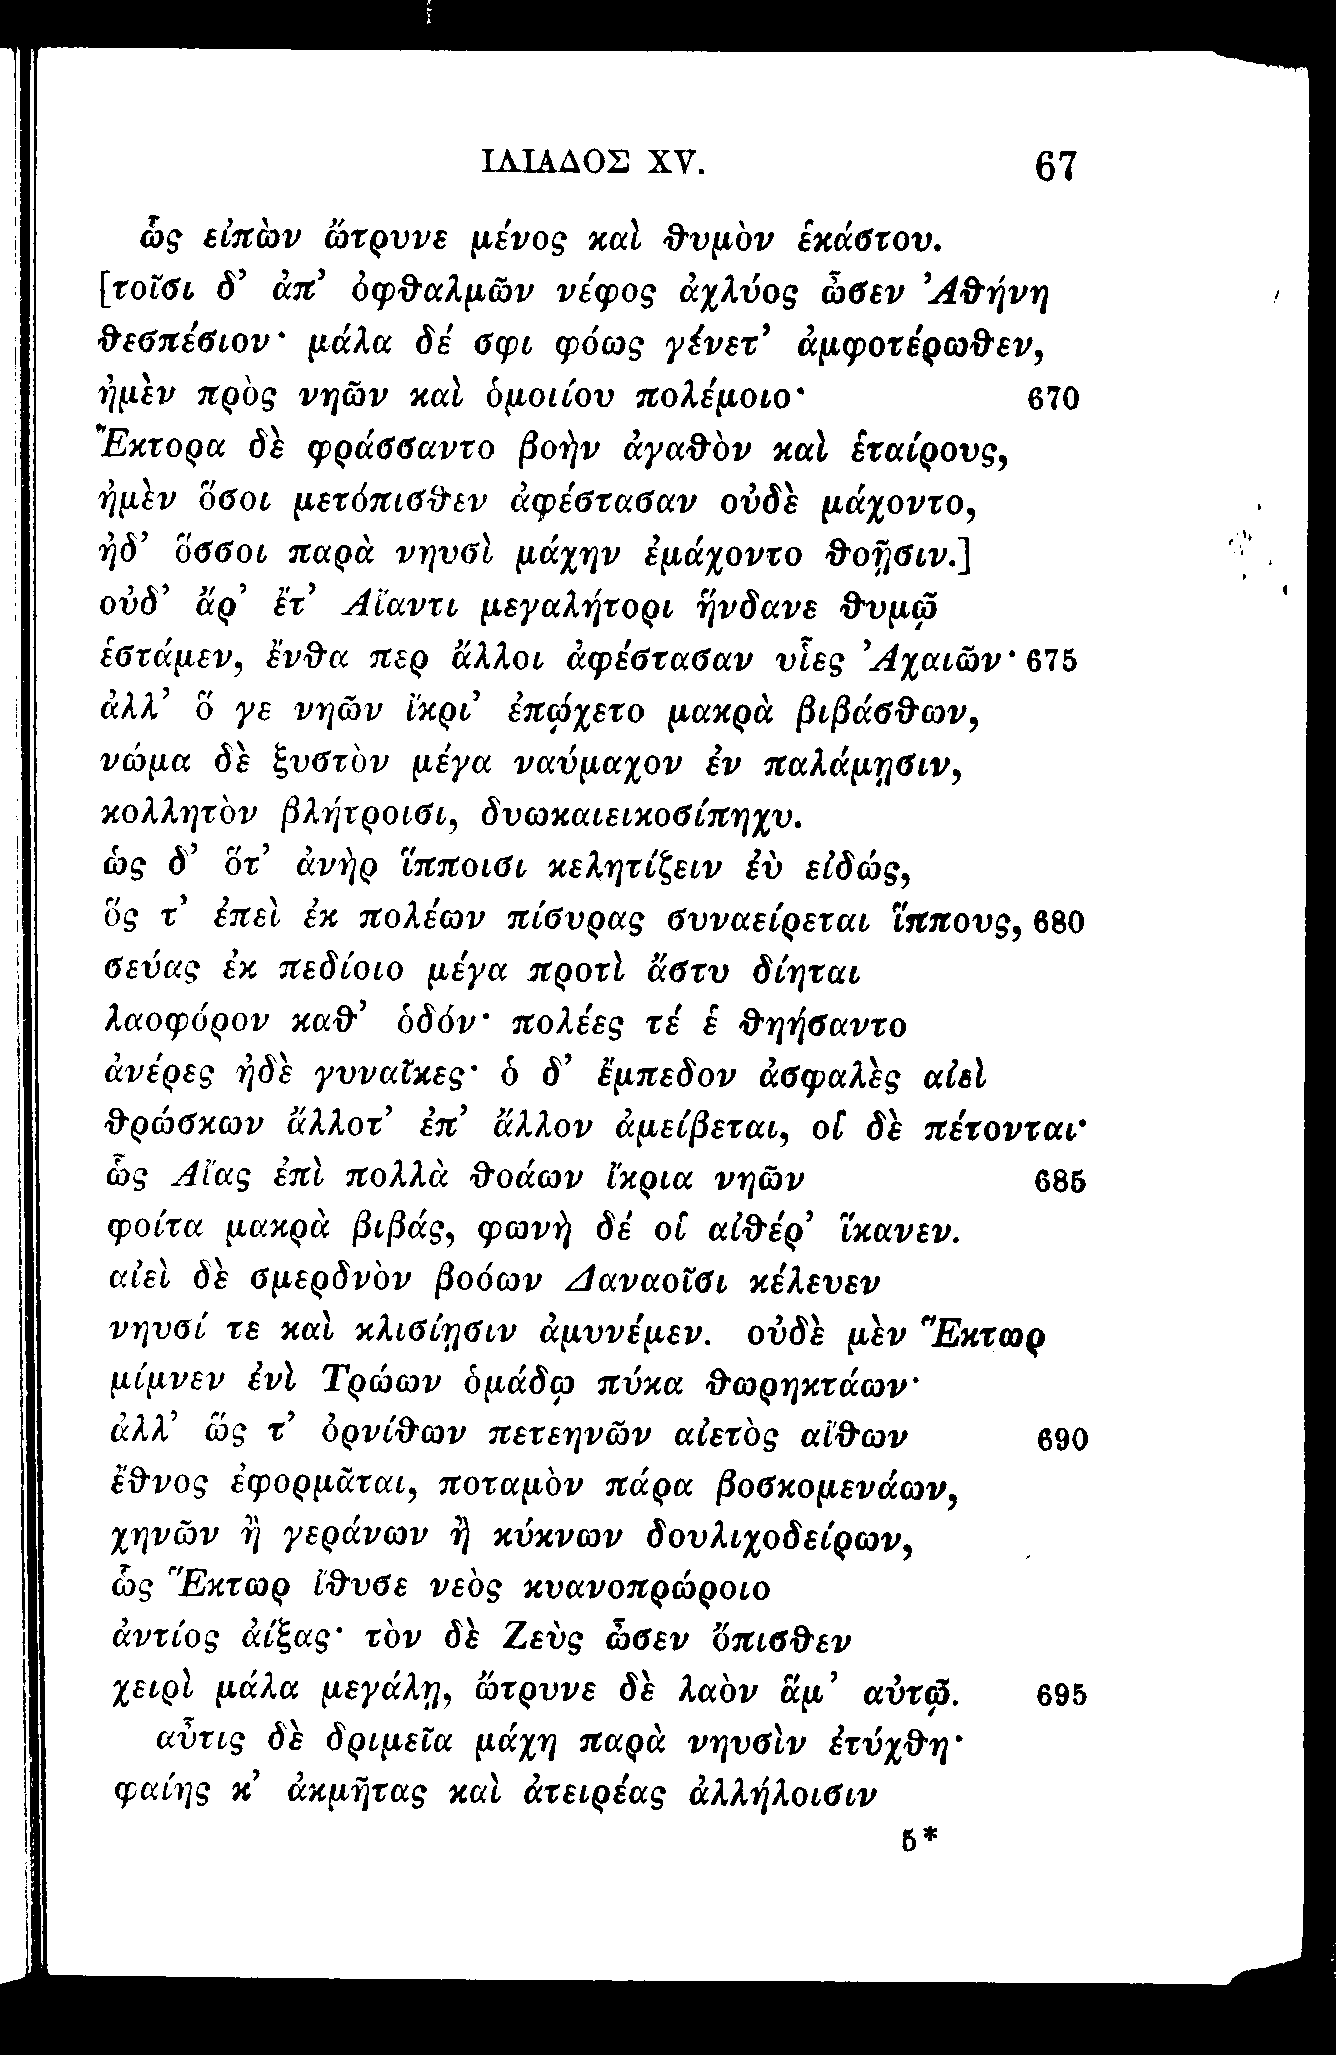 ΙΛΙΑΔΟΣ XV. 67
ὣς εἰπὼν ὤτρυνε μένος καὶ θυμὸν ἑκάστου.
[τοῖσι δ’ ἀπ’ ὀφθαλμῶν νέφος ἀχλύος ὦσεν Ἀθήνη
θεσπέσιον· μάλα δέ σφι φόως γένετ’ ἀμφοτέρωθεν,
ἠμὲν πρὸς νηῶν καὶ ὁμοιίου πολέμοιο· 670
Ἕκτορα δὲ φράσσαντο βοὴν ἀγαθὸν καὶ ἑταίρους,
ἠμὲν ὅσοι μετόπισθεν ἀφέστασαν οὐδὲ μάχοντο,
ἠδ’ ὅσσοι παρὰ νηυσὶ μάχην ἐμάχοντο θοῇσιν.]
οὐδ’ ἄρ’ ἔτ’ Αἴαντι μεγαλήτορι ἥνδανε θυμῷ
ἑστάμεν, ἔνθα περ ἄλλοι ἀφέστασαν υἷες Ἀχαιῶν· 675
ἀλλ’ ὅ γε νηῶν ἴκρι’ ἐπῴχετο μακρὰ βιβάσθων,
νώμα δὲ ξυστὸν μέγα ναύμαχον ἐν παλάμῃσιν,
κολλητὸν βλήτροισι, δυωκαιεικοσίπηχυ.
ὡς δ’ ὅτ’ ἀνὴρ ἵπποισι κελητίζειν ἐὺ εἰδώς,
ὅς τ’ ἐπεὶ ἐκ πολέων πίσυρας συναείρεται ἵππους, 680
σεύας ἐκ πεδίοιο μέγα προτὶ ἄστυ δίηται
λαοφόρον καθ’ ὁδόν· πολέες τέ ἑ θηήσαντο
ἀνέρες ἠδὲ γυναῖκες· ὁ δ’ ἔμπεδον ἀσφαλὲς αἰεὶ
θρώσκων ἄλλοτ’ ἐπ’ ἄλλον ἀμείβεται, οἳ δὲ πέτονται·
ὣς Αἴας ἐπὶ πολλὰ θοάων ἴκρια νηῶν 685
φοίτα μακρὰ βιβάς, φωνὴ δέ οἱ αἰθέρ’ ἵκανεν.
αἰεὶ δὲ σμερδνὸν βοόων Δαναοῖσι κέλευεν
νηυσί τε καὶ κλισίῃσιν ἀμυνέμεν. οὐδὲ μὲν Ἕκτωρ
μίμνεν ἐνὶ Τρώων ὁμάδῳ πύκα θωρηκτάων·
ἀλλ’ ὥς τ’ ὀρνίθων πετεηνῶν αἰετὸς αἴθων 690
ἔθνος ἐφορμᾶται, ποταμὸν πάρα βοσκομενάων,
χηνῶν ἢ γεράνων ἢ κύκνων δουλιχοδείρων,
ὣς Ἕκτωρ ἴθυσε νεὸς κυανοπρώροιο
ἀντίος ἀίξας· τὸν δὲ Ζεὺς ὦσεν ὄπισθεν
χειρὶ μάλα μεγάλῃ, ὤτρυνε δὲ λαὸν ἅμ’ αὐτῷ. 695
αὖτις δὲ δριμεῖα μάχη παρὰ νηυσὶν ἐτύχθη·
φαίης κ’ ἀκμῆτας καὶ ἀτειρέας ἀλλήλοισιν
5*